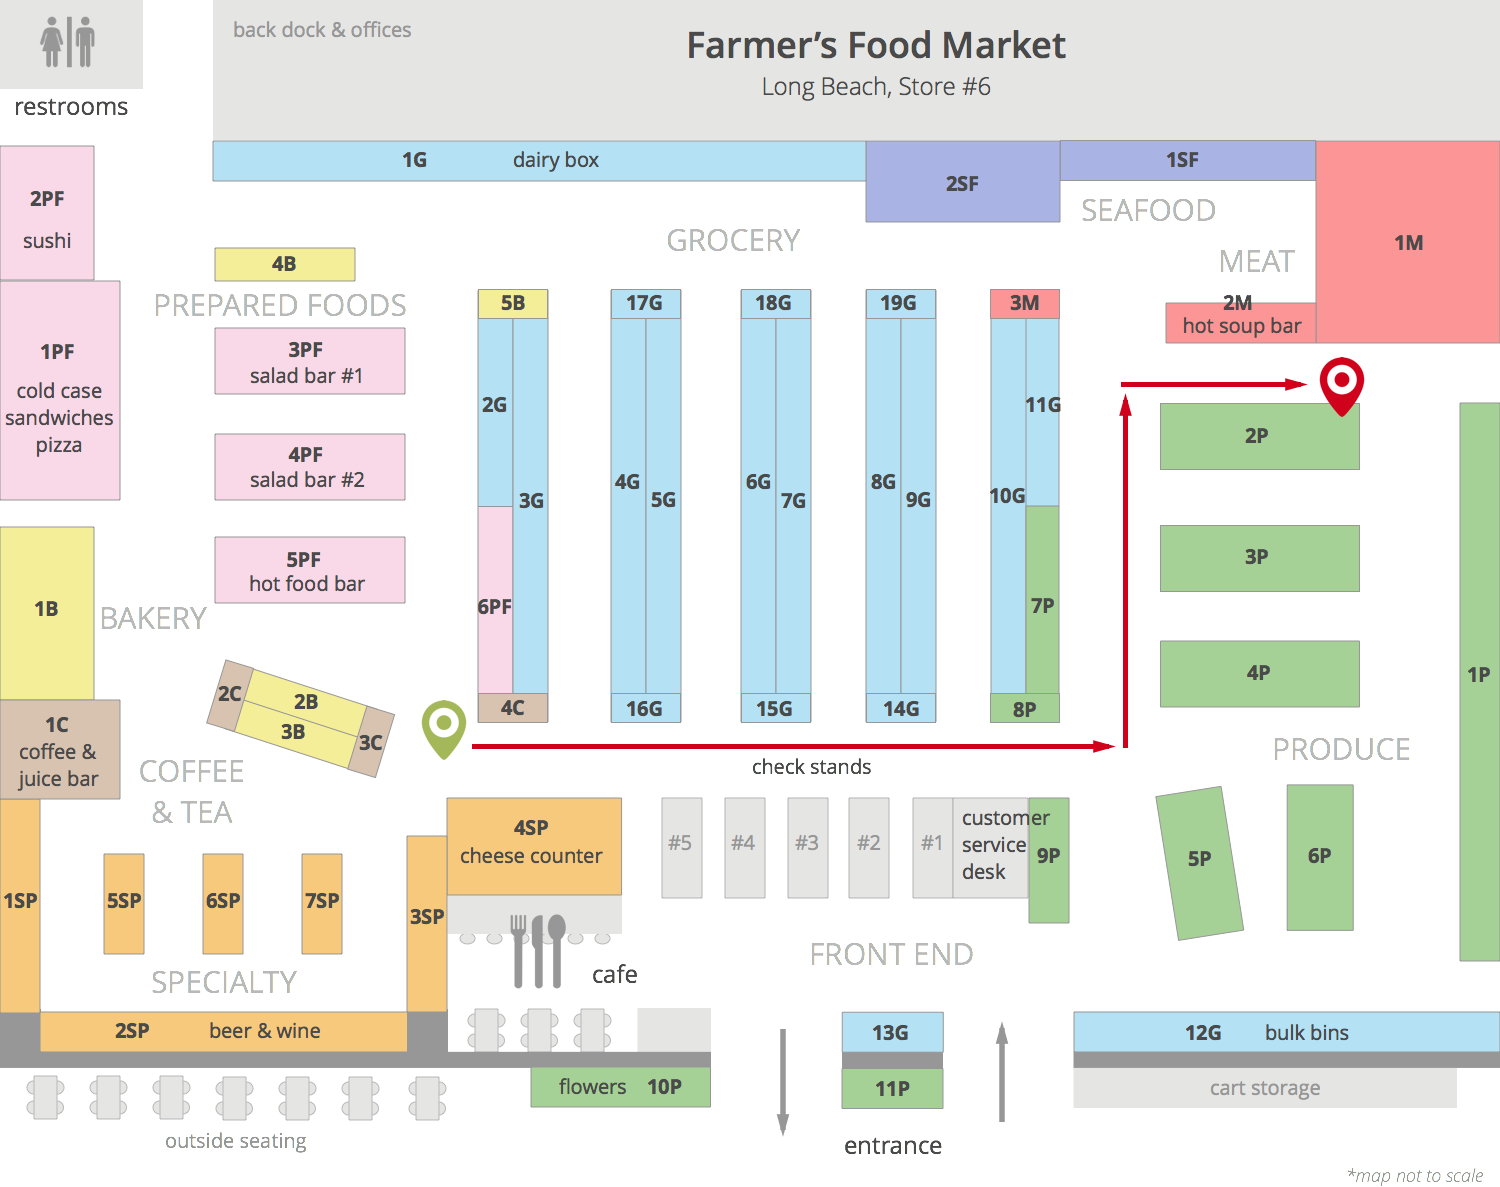 back dock & offices
Farmer's Food Market
Long Beach, Store #6
restrooms
1G dairy box
2SF
1SF
SEAFOOD
2PF
sushi
GROCERY
1M
MEAT
4B
PREPARED FOODS
5B
17G
18G
19G
3M
2M
hot soup bar
1PF
cold case
sandwiches
pizza
3PF
salad bar #1
2G
11G
2P
4PF
salad bar #2
3G
4G
5G
6G
7G
8G
9G
10G
5PF
hot food bar
3P
1B
BAKERY
6PF
7P
4P
1P
2C
2B
3B
3C
4C
16G
15G
14G
8P
1C
coffee &
juice bar
COFFEE
& TEA
check stands
PRODUCE
4SP
cheese counter
#5
#4
#3
#2
#1
customer
service
desk
9P
5P
6P
1SP
5SP
6SP
7SP
3SP
SPECIALTY
cafe
FRONT END
2SP beer & wine
13G
12G bulk bins
flowers 10P
11P
cart storage
outside seating
entrance
*map not to scale